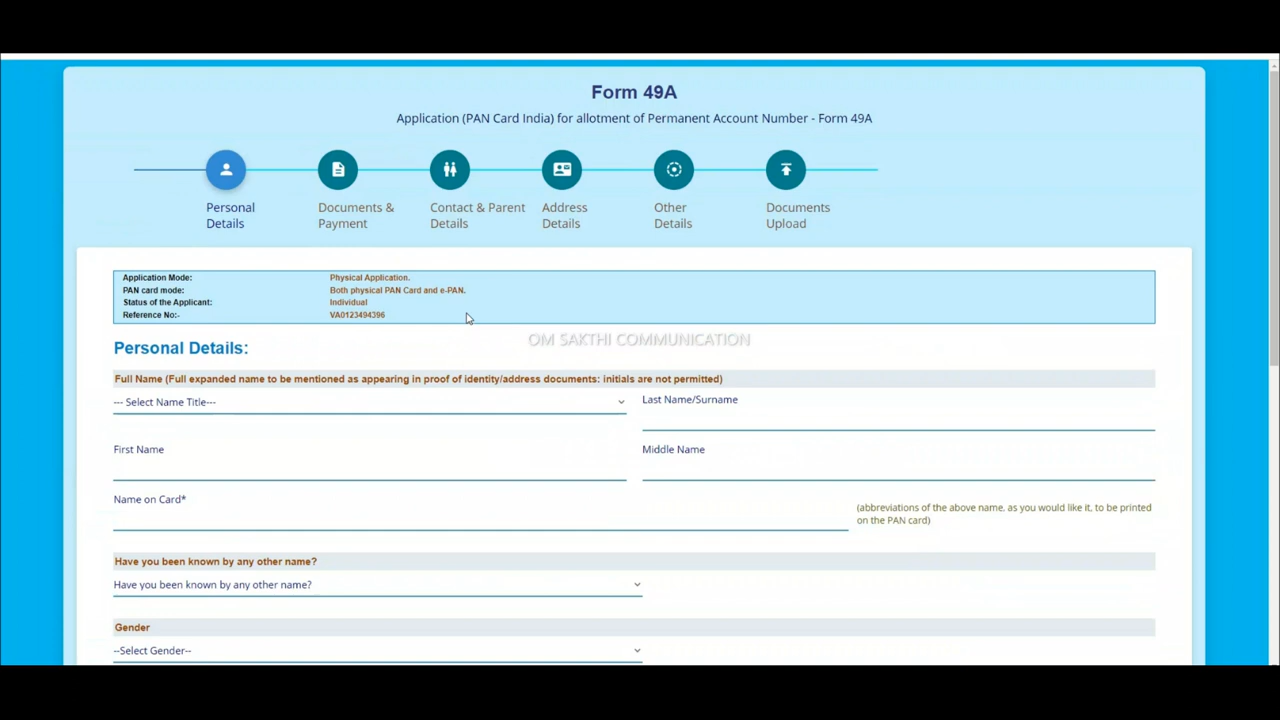 Form 49A
Application (PAN Card India) for allotment of Permanent Account Number - Form 49A
Personal Details
Documents & Payment
Contact & Parent Details
Address Details
Other Details
Documents Upload
Application Mode: Physical Application.
PAN card mode: Both physical PAN Card and e-PAN.
Status of the Applicant: Individual
Reference No:- VA0123494396
OM SAKTHI COMMUNICATION
Personal Details:
Full Name (Full expanded name to be mentioned as appearing in proof of identity/address documents: initials are not permitted)
--- Select Name Title---
Last Name/Surname
First Name
Middle Name
Name on Card*
(abbreviations of the above name, as you would like it, to be printed
on the PAN card)
Have you been known by any other name?
Have you been known by any other name?
Gender
--Select Gender--